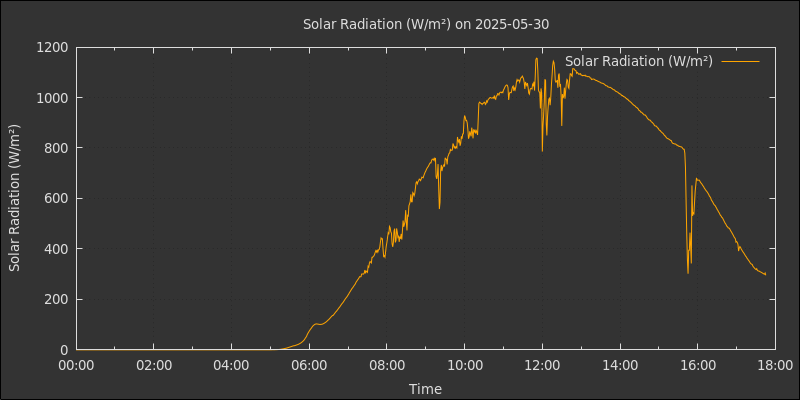 Solar Radiation (W/m²) on 2025-05-30
Solar Radiation (W/m²)
Solar Radiation (W/m²)
1200
1000
800
600
400
200
0
00:00 02:00 04:00 06:00 08:00 10:00 12:00 14:00 16:00 18:00
Time